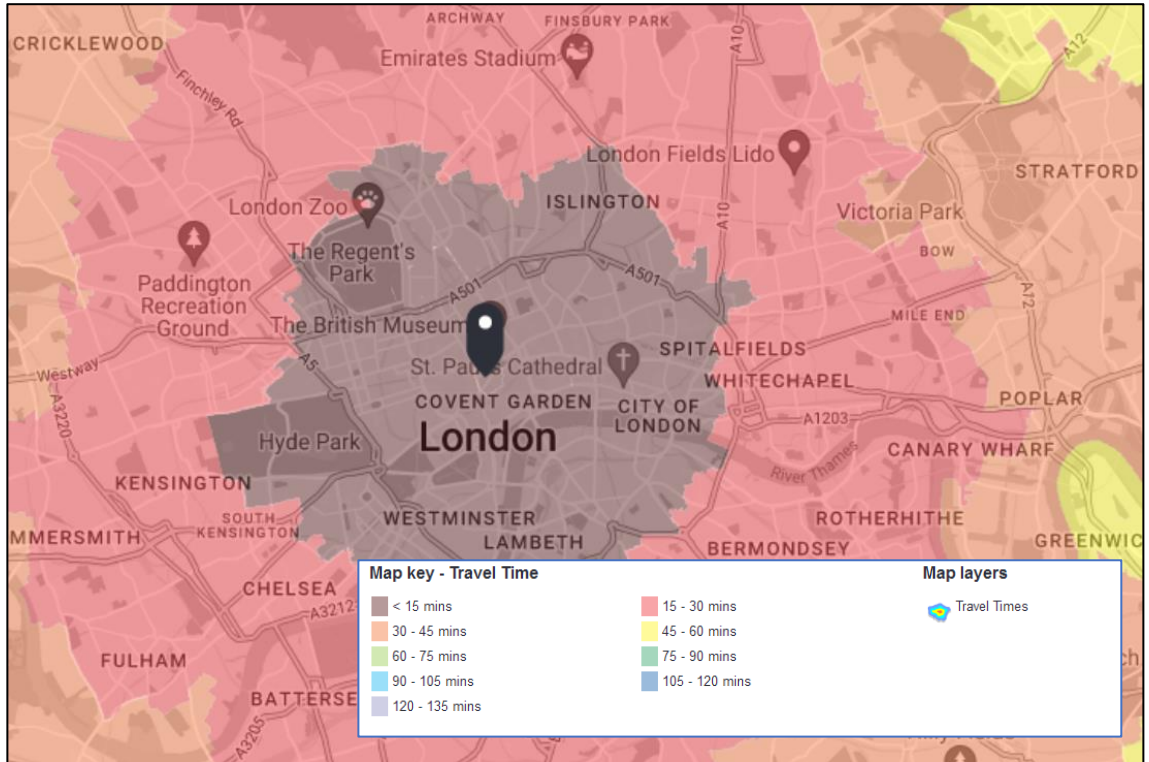 ARCHWAY
FINSBURY PARK
CRICKLEWOOD
A10
A12
Emirates Stadium
Finchley Rd
London Fields Lido
STRATFORD
London Zoo
ISLINGTON
A10
Victoria Park
The Regent's
Park
BOW
Paddington
Recreation
Ground
A501
A501
A12
The British Museum
MILE END
A5
SPITALFIELDS
Westway
St. Paul's Cathedral
WHITECHAPEL
A3220
COVENT GARDEN
CITY OF
LONDON
POPLAR
A1203
London
Hyde Park
CANARY WHARF
River Thames
KENSINGTON
SOUTH
KENSINGTON
WESTMINSTER
ROTHERHITHE
MMERSMITH
LAMBETH
BERMONDSEY
GREENWIC
CHELSEA
A3212
FULHAM
BATTERSE
A3205
Map key - Travel Time
Map layers
< 15 mins
15 - 30 mins
Travel Times
30 - 45 mins
45 - 60 mins
60 - 75 mins
75 - 90 mins
90 - 105 mins
105 - 120 mins
120 - 135 mins
ch